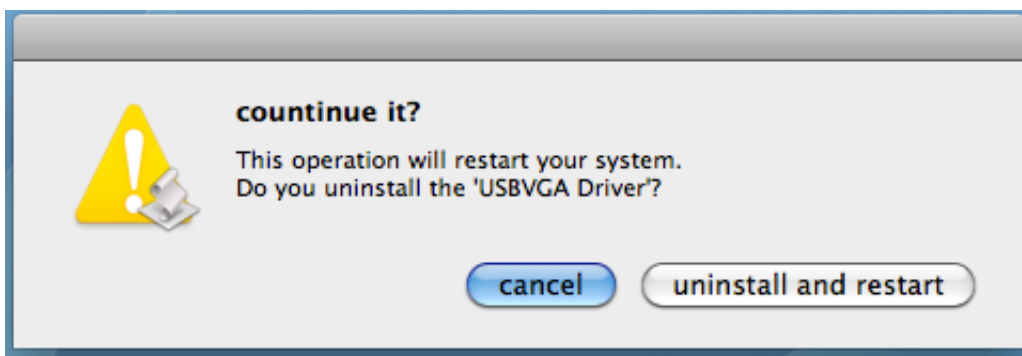 countinue it?
This operation will restart your system.
Do you uninstall the 'USBVGA Driver'?
cancel
uninstall and restart